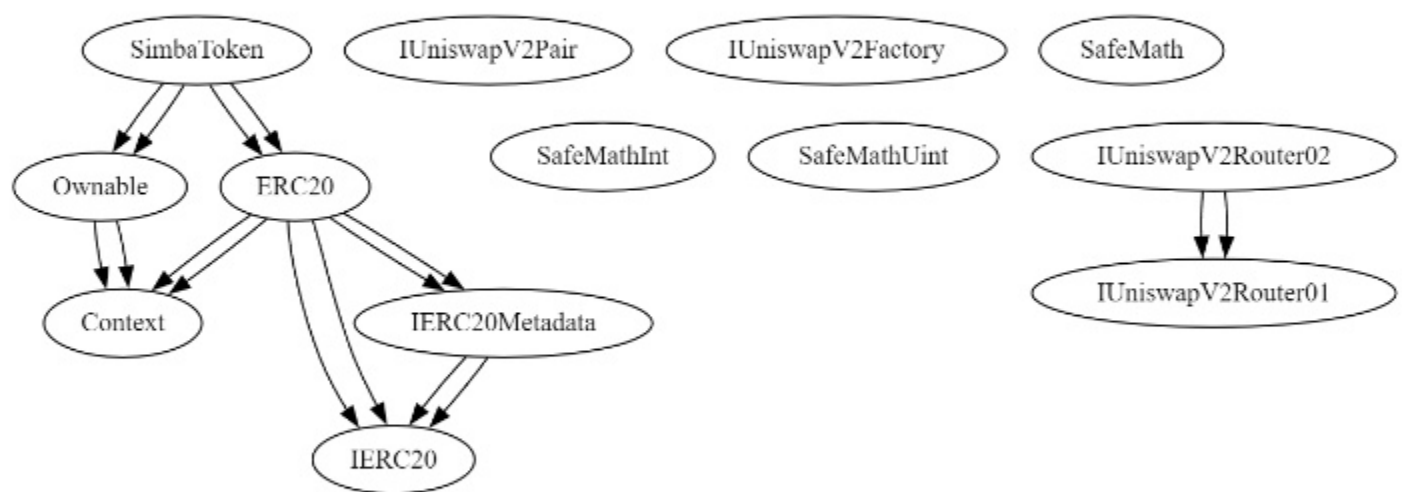 SimbaToken
IUniswapV2Pair
IUniswapV2Factory
SafeMath
SafeMathInt
SafeMathUint
IUniswapV2Router02
Ownable
ERC20
IUniswapV2Router01
Context
IERC20Metadata
IERC20